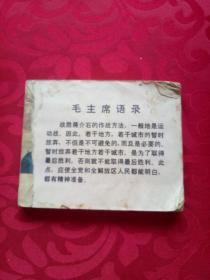 毛主席语录
战胜蒋介石的作战方法，一般地是运
动战。因此，若干地方，若干城市的暂时
放弃，不但是不可避免的，而且是必要的。
暂时放弃若干地方若干城市，是为了取得
最后胜利，否则就不能取得最后胜利。此
点，应使全党和全解放区人民都能明白，
都有精神准备。